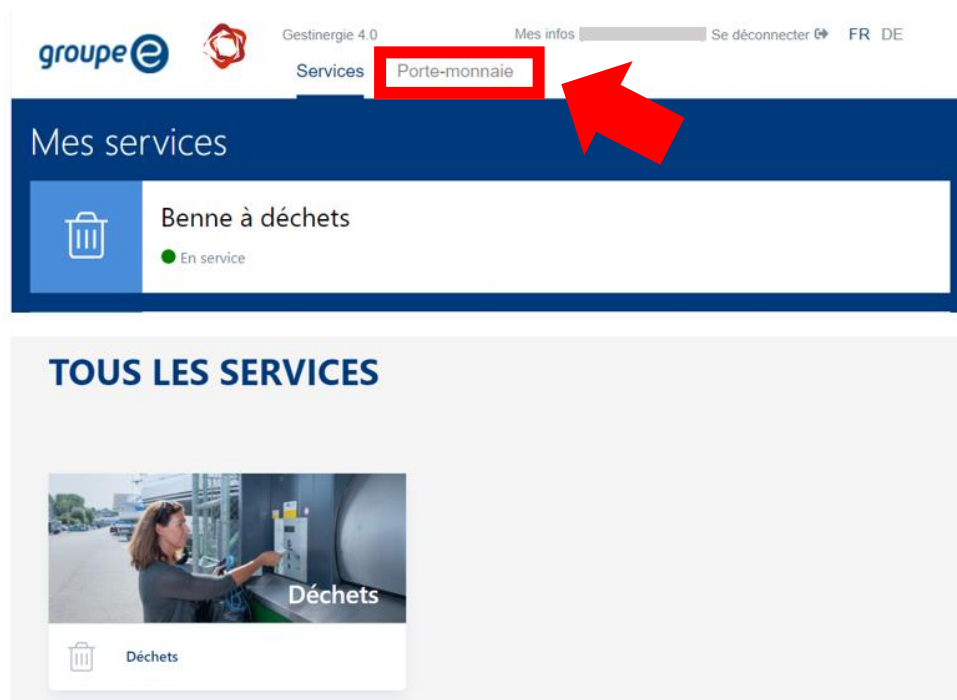 groupe e
Gestinergie 4.0
Mes infos
Se déconnecter
FR DE
Services
Porte-monnaie
Mes services
Benne à déchets
En service
TOUS LES SERVICES
Déchets
Déchets